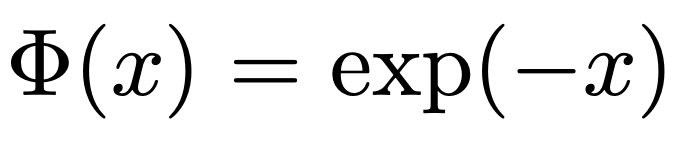 Φ(x) = exp(−x)